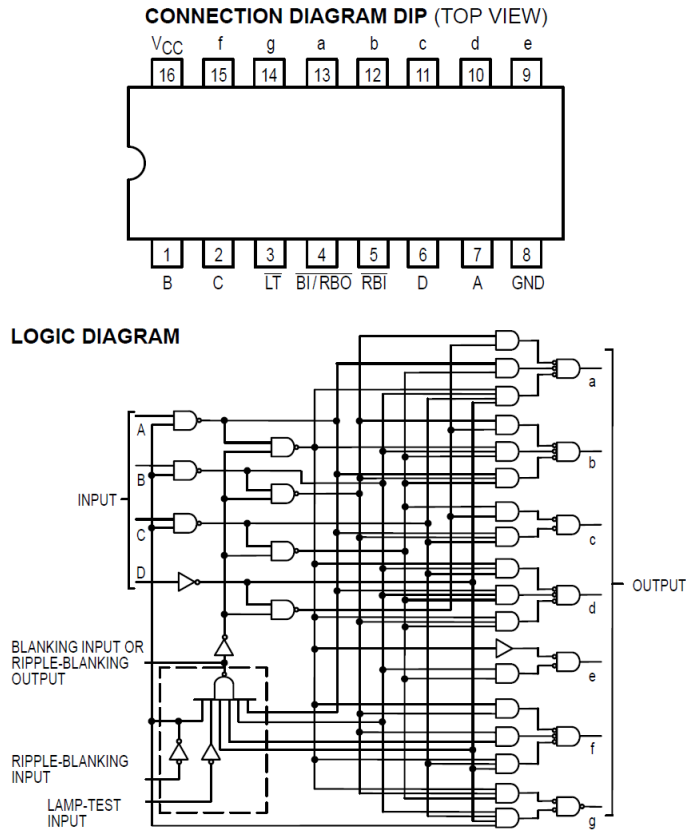 CONNECTION DIAGRAM DIP (TOP VIEW)
VCC f g a b c d e
16 15 14 13 12 11 10 9
1 2 3 4 5 6 7 8
B C LT BI / RBO RBI D A GND
LOGIC DIAGRAM
a
A
B
b
INPUT
C
c
D
OUTPUT
d
BLANKING INPUT OR
RIPPLE-BLANKING
OUTPUT
e
f
RIPPLE-BLANKING
INPUT
LAMP-TEST
INPUT
g